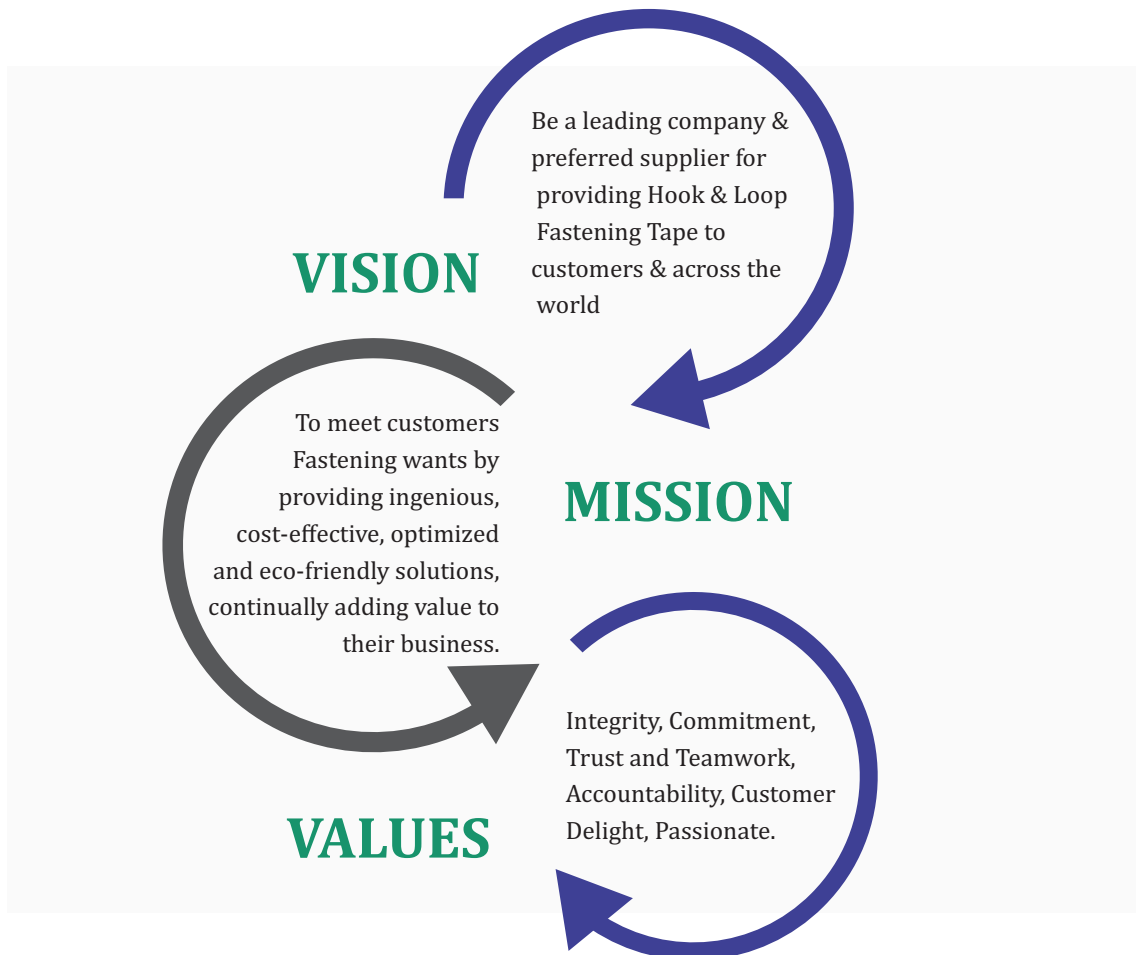 VISION
Be a leading company &
preferred supplier for
providing Hook & Loop
Fastening Tape to
customers & across the
world
MISSION
To meet customers
Fastening wants by
providing ingenious,
cost-effective, optimized
and eco-friendly solutions,
continually adding value to
their business.
VALUES
Integrity, Commitment,
Trust and Teamwork,
Accountability, Customer
Delight, Passionate.